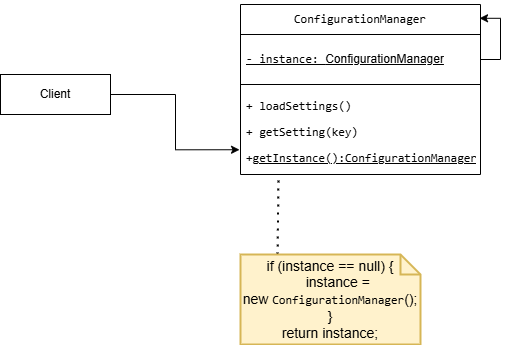 ConfigurationManager
- instance: ConfigurationManager
Client
+ loadSettings()
+ getSetting(key)
+getInstance():ConfigurationManager
if (instance == null) {
instance =
new ConfigurationManager();
}
return instance;